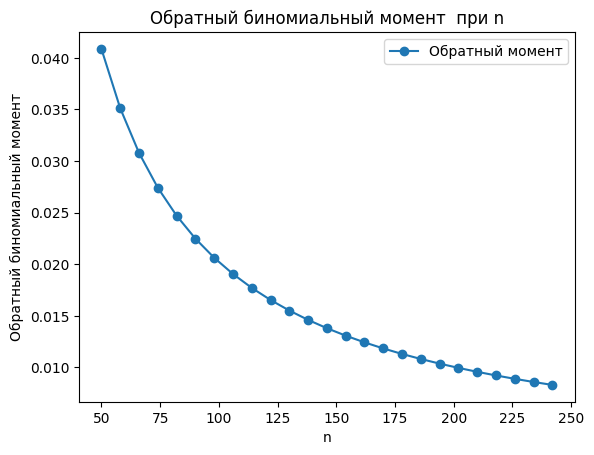 Обратный биномиальный момент  при n
Обратный момент
Обратный биномиальный момент
0.040
0.035
0.030
0.025
0.020
0.015
0.010
50 75 100 125 150 175 200 225 250
n